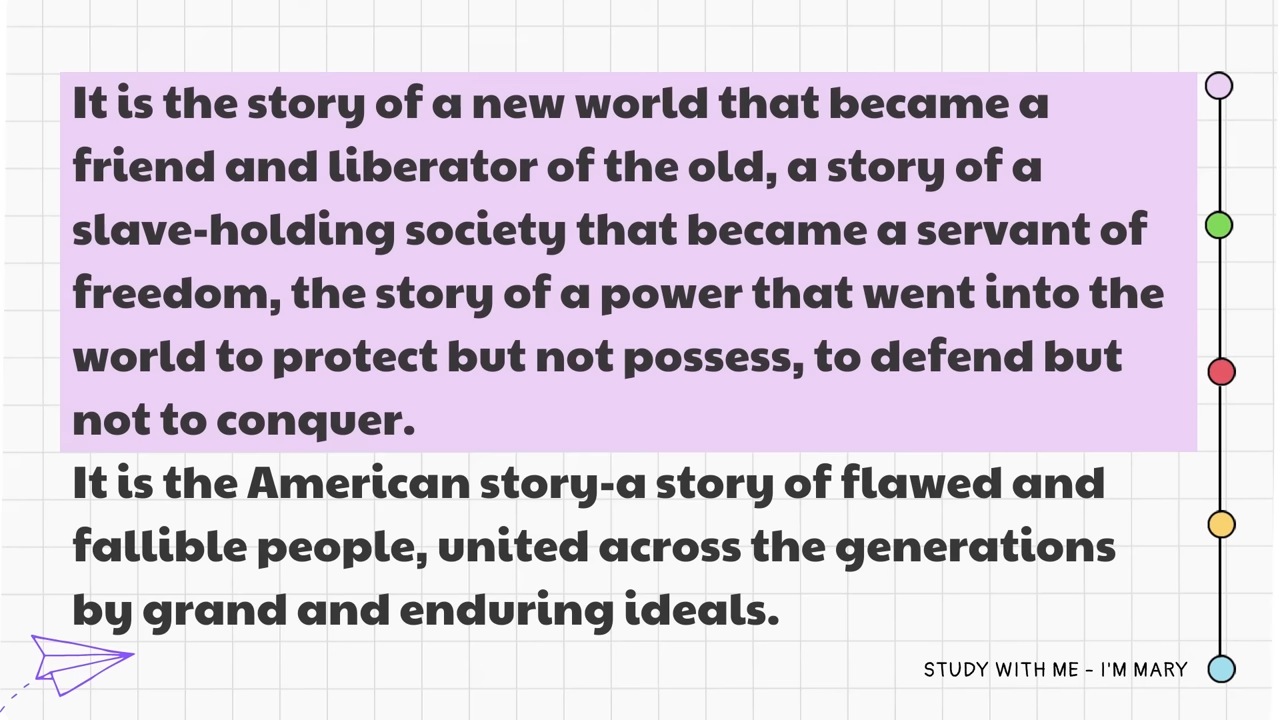 It is the story of a new world that became a
friend and liberator of the old, a story of a
slave-holding society that became a servant of
freedom, the story of a power that went into the
world to protect but not possess, to defend but
not to conquer.
It is the American story-a story of flawed and
fallible people, united across the generations
by grand and enduring ideals.
STUDY WITH ME - I'M MARY